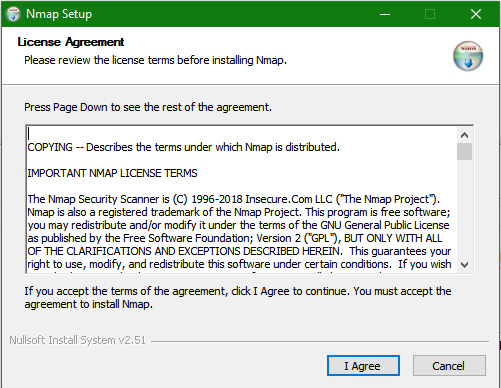 Nmap Setup
License Agreement
Please review the license terms before installing Nmap.
Press Page Down to see the rest of the agreement.
COPYING -- Describes the terms under which Nmap is distributed.
IMPORTANT NMAP LICENSE TERMS
The Nmap Security Scanner is (C) 1996-2018 Insecure.Com LLC ("The Nmap Project").
Nmap is also a registered trademark of the Nmap Project. This program is free software;
you may redistribute and/or modify it under the terms of the GNU General Public License
as published by the Free Software Foundation; Version 2 ("GPL"), BUT ONLY WITH ALL
OF THE CLARIFICATIONS AND EXCEPTIONS DESCRIBED HEREIN.  This guarantees your
right to use, modify, and redistribute this software under certain conditions.  If you wish
If you accept the terms of the agreement, click I Agree to continue. You must accept the
agreement to install Nmap.
Nullsoft Install System v2.51
I Agree
Cancel